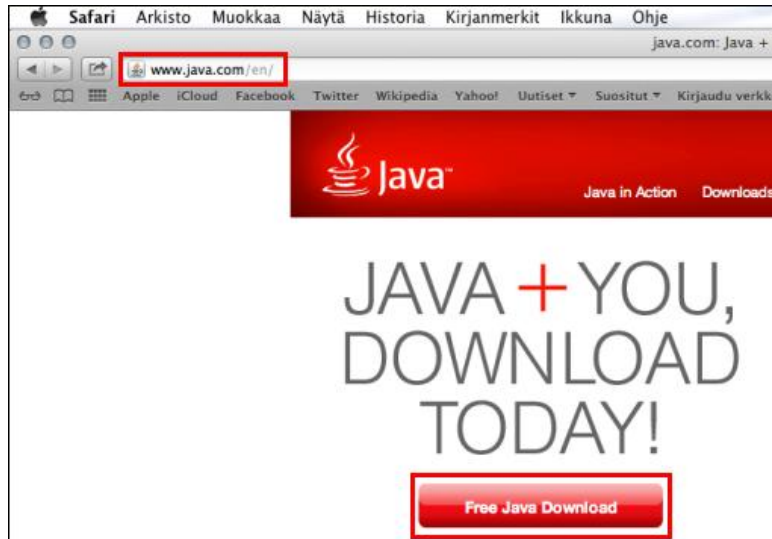 Safari Arkisto Muokkaa Näytä Historia Kirjanmerkit Ikkuna Ohje
java.com: Java +
www.java.com/en/
Apple iCloud Facebook Twitter Wikipedia Yahoo! Uutiset Suositut Kirjaudu verkk
Java™
Java in Action Downloads
JAVA + YOU,
DOWNLOAD
TODAY!
Free Java Download